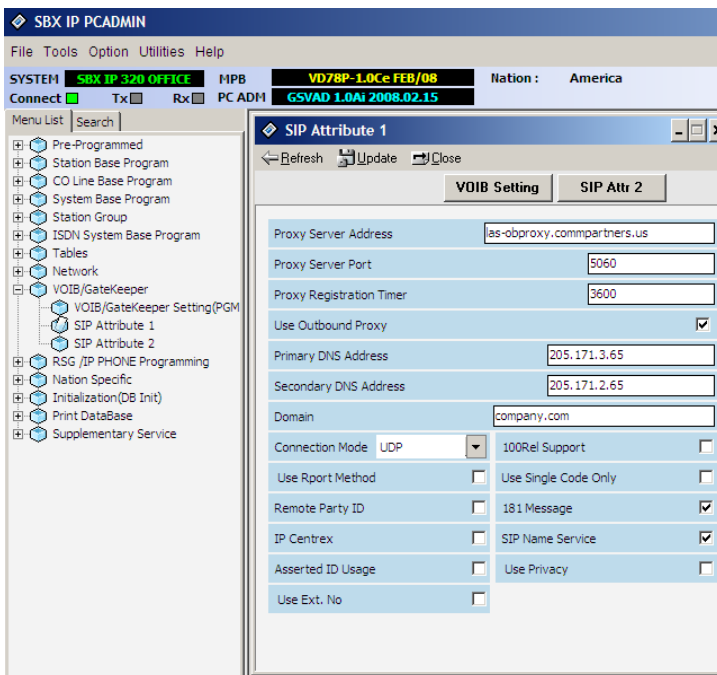 SBX IP PCADMIN
File Tools Option Utilities Help
SYSTEM SBX IP 320 OFFICE MPB VD78P-1.0Ce FEB/08 Nation : America
Connect Tx Rx PC ADM GSVAD 1.0Ai 2008.02.15
Menu List Search
Pre-Programmed
Station Base Program
CO Line Base Program
System Base Program
Station Group
ISDN System Base Program
Tables
Network
VOIB/GateKeeper
VOIB/GateKeeper Setting(PGM
SIP Attribute 1
SIP Attribute 2
RSG /IP PHONE Programming
Nation Specific
Initialization(DB Init)
Print DataBase
Supplementary Service
SIP Attribute 1
Refresh Update Close
VOIB Setting SIP Attr 2
Proxy Server Address las-obproxy.commpartners.us
Proxy Server Port 5060
Proxy Registration Timer 3600
Use Outbound Proxy
Primary DNS Address 205.171.3.65
Secondary DNS Address 205.171.2.65
Domain company.com
Connection Mode UDP 100Rel Support
Use Rport Method Use Single Code Only
Remote Party ID 181 Message
IP Centrex SIP Name Service
Asserted ID Usage Use Privacy
Use Ext. No